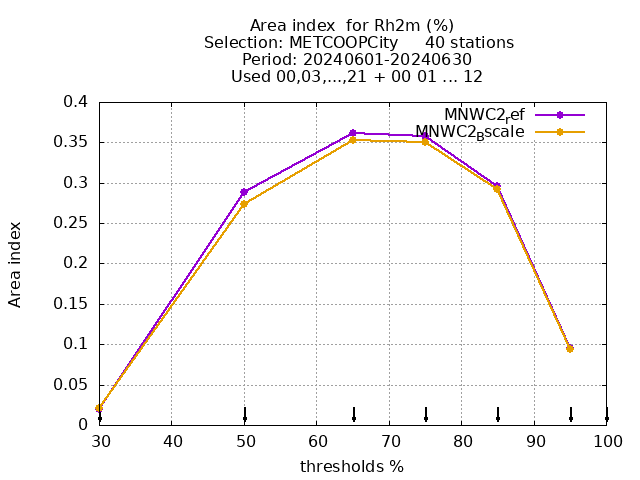 Area index  for Rh2m (%)
Selection: METCOOPCity     40 stations
Period: 20240601-20240630
Used 00,03,...,21 + 00 01 ... 12
MNWC2ref
MNWC2Bscale
0.4
0.35
0.3
0.25
0.2
0.15
0.1
0.05
0
Area index
30 40 50 60 70 80 90 100
thresholds %